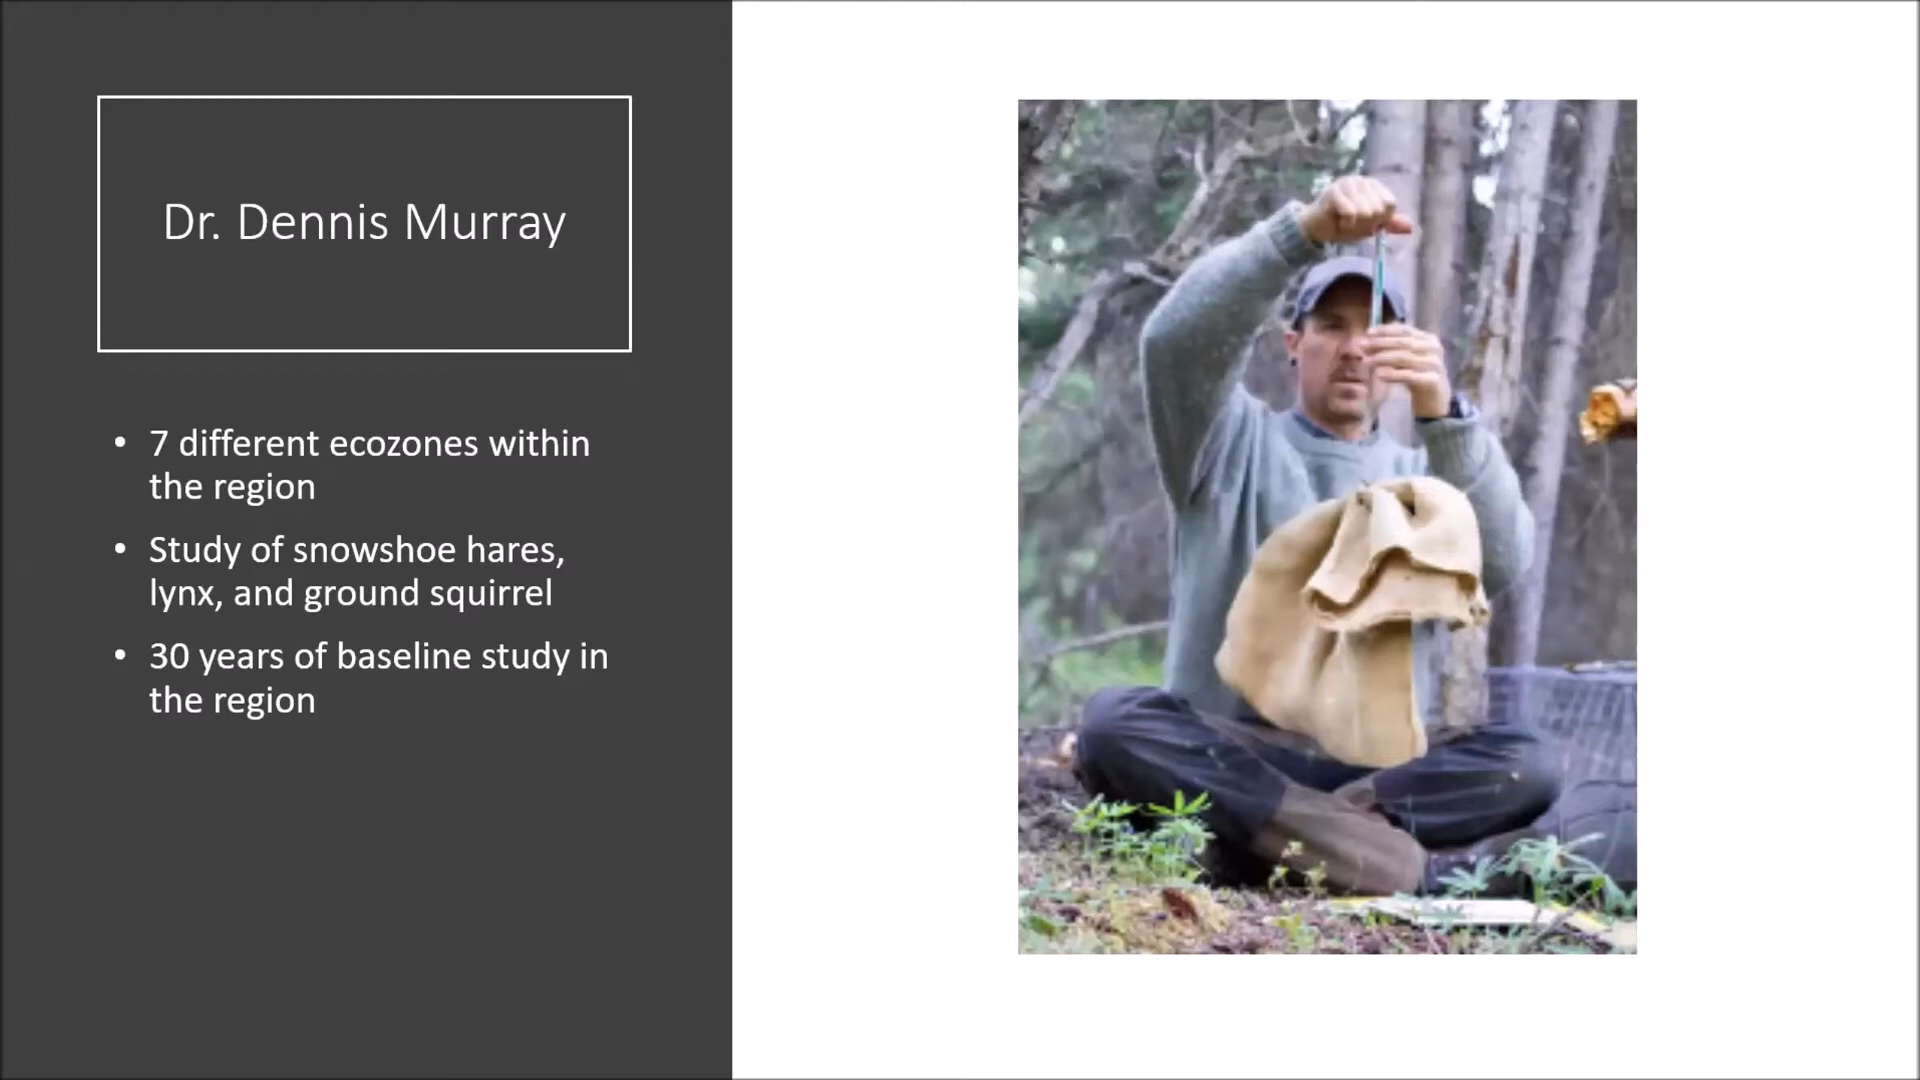 Dr. Dennis Murray
• 7 different ecozones within
the region
• Study of snowshoe hares,
lynx, and ground squirrel
• 30 years of baseline study in
the region